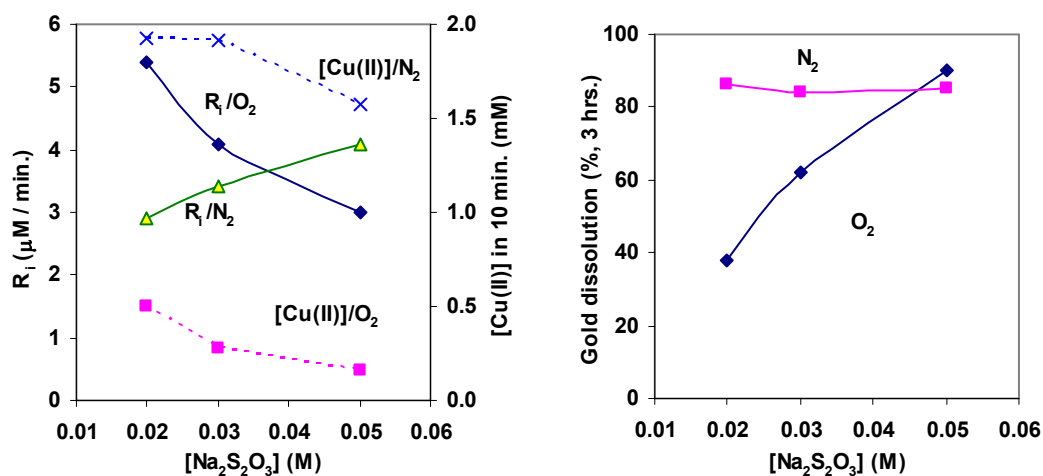 6
5
4
3
2
1
0
R_i (μM / min.)
2.0
1.5
1.0
0.5
0.0
[Cu(II)] in 10 min. (mM)
[Cu(II)]/N₂
R_i/O₂
R_i/N₂
[Cu(II)]/O₂
0.01 0.02 0.03 0.04 0.05 0.06
[Na₂S₂O₃] (M)
100
80
60
40
20
0
Gold dissolution (%, 3 hrs.)
N₂
O₂
0.01 0.02 0.03 0.04 0.05 0.06
[Na₂S₂O₃] (M)